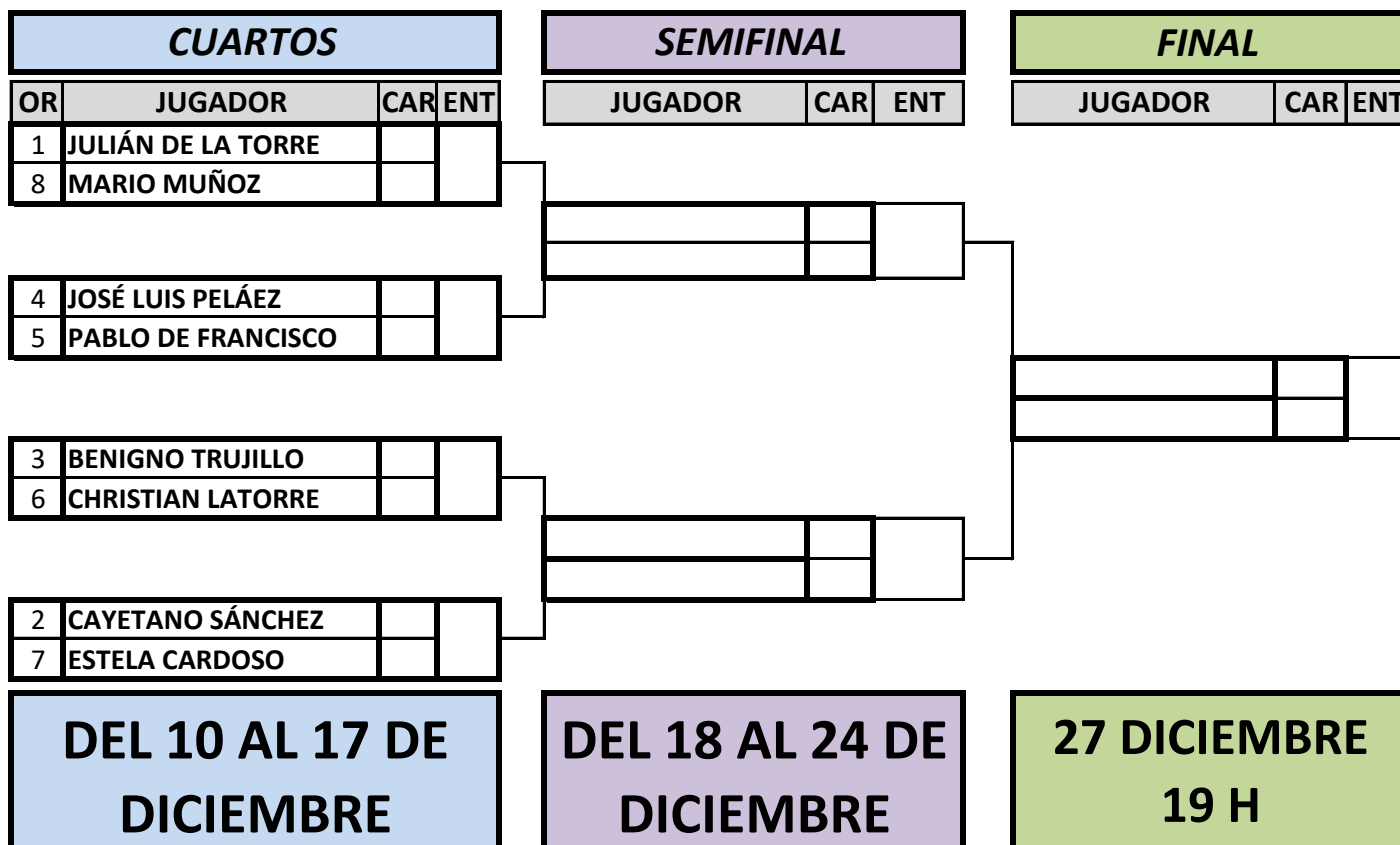 CUARTOS SEMIFINAL FINAL
OR JUGADOR CAR ENT JUGADOR CAR ENT JUGADOR CAR ENT
1 JULIÁN DE LA TORRE
8 MARIO MUÑOZ
4 JOSÉ LUIS PELÁEZ
5 PABLO DE FRANCISCO
3 BENIGNO TRUJILLO
6 CHRISTIAN LATORRE
2 CAYETANO SÁNCHEZ
7 ESTELA CARDOSO
DEL 10 AL 17 DE
DICIEMBRE
DEL 18 AL 24 DE
DICIEMBRE
27 DICIEMBRE
19 H